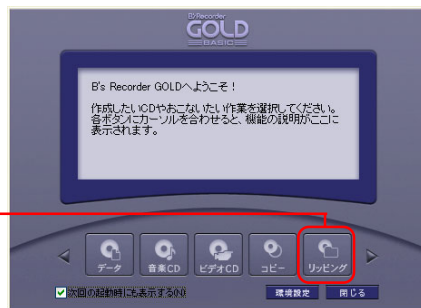 B's Recorder
GOLD
BASIC
B's Recorder GOLDへようこそ！
作成したいCDやおこないたい作業を選択してください。
各ボタンにカーソルを合わせると、機能の説明がここに
表示されます。
データ
音楽CD
ビデオCD
コピー
リッピング
次回の起動時にも表示する(N)
環境設定
閉じる